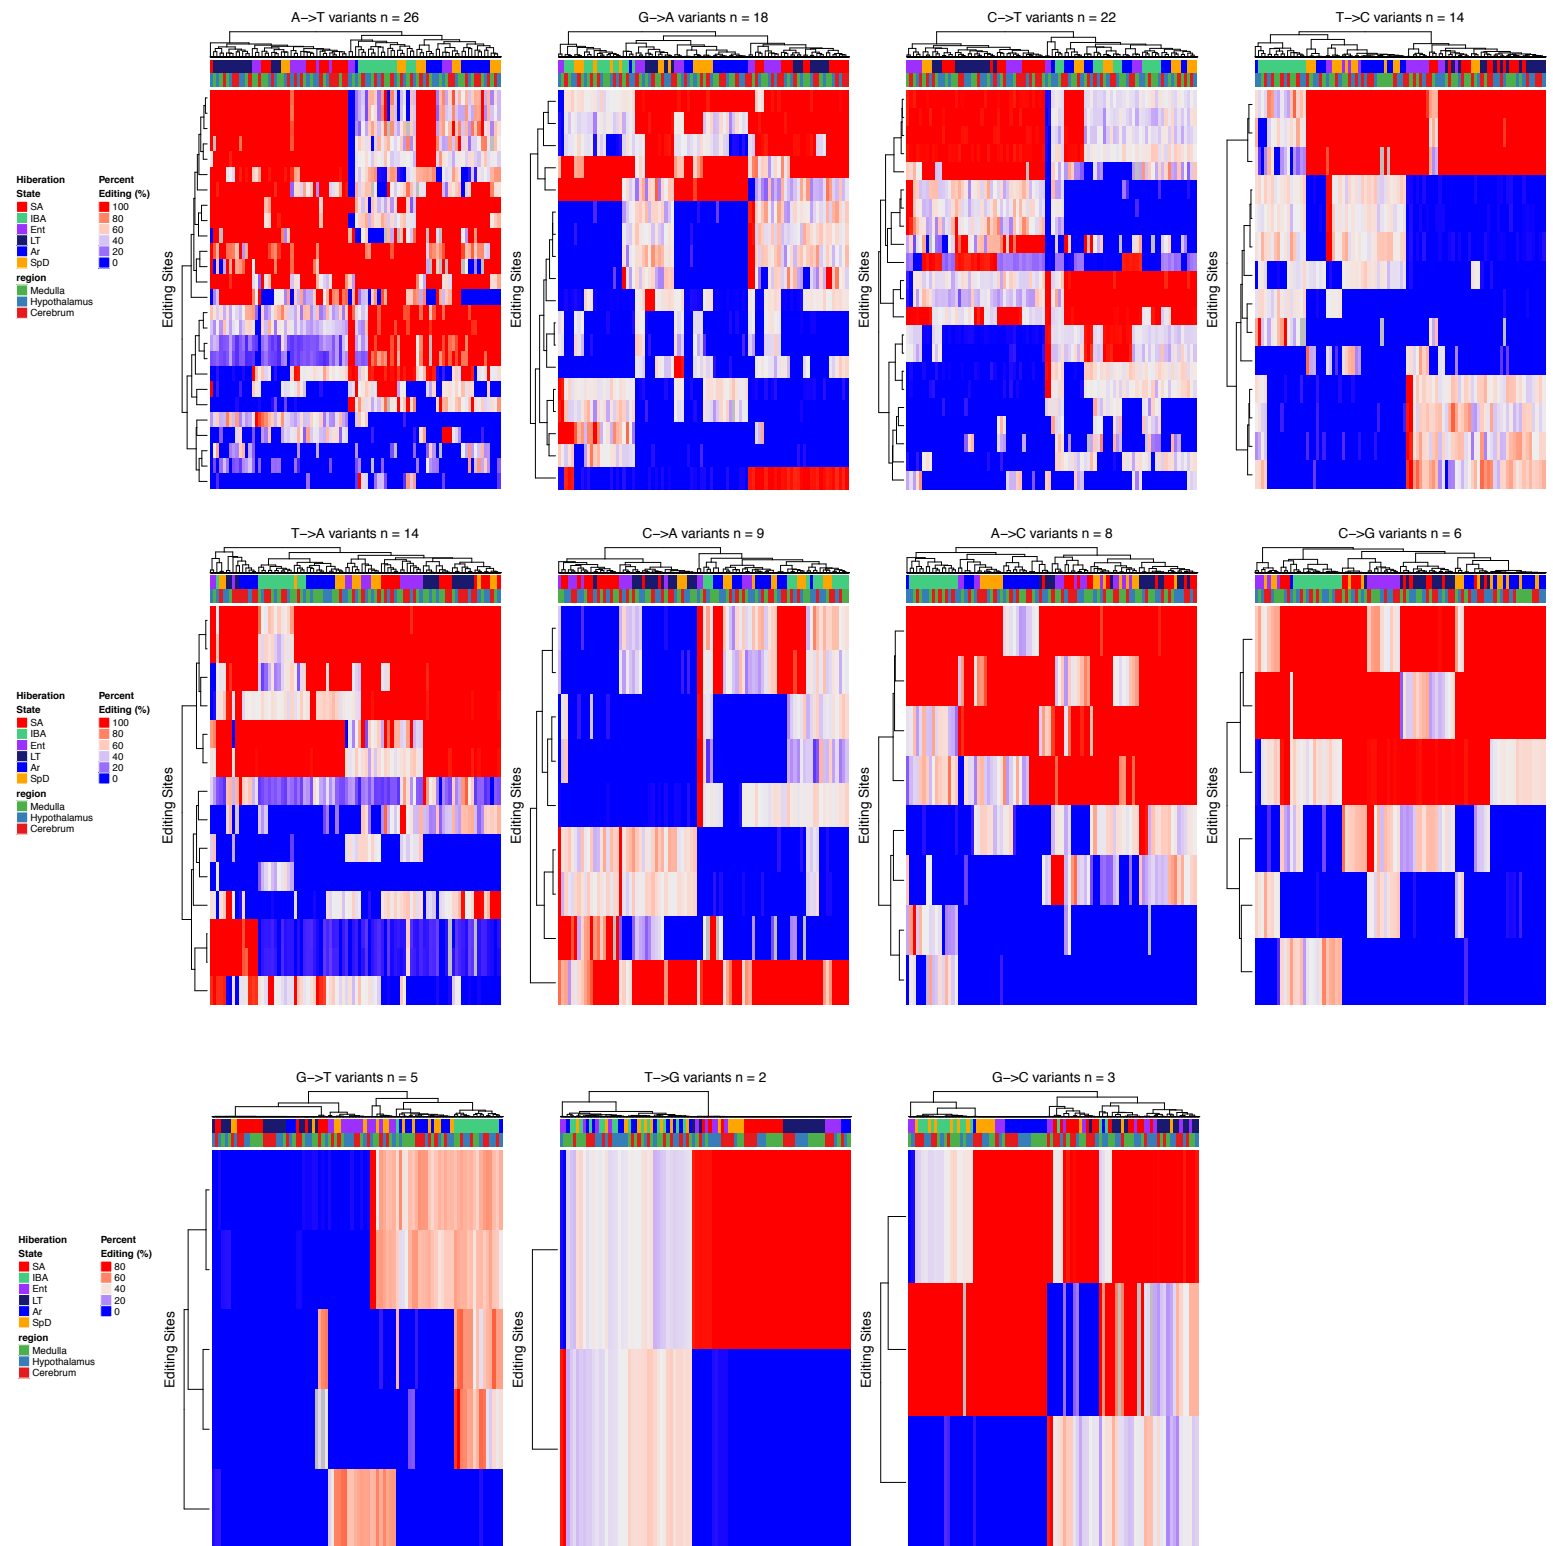 A−>T variants n = 26
G−>A variants n = 18
C−>T variants n = 22
T−>C variants n = 14
Hiberation
State
SA
IBA
Ent
LT
Ar
SpD
region
Medulla
Hypothalamus
Cerebrum
Percent
Editing (%)
100
80
60
40
20
0
Editing Sites
Editing Sites
Editing Sites
Editing Sites
T−>A variants n = 14
C−>A variants n = 9
A−>C variants n = 8
C−>G variants n = 6
Hiberation
State
SA
IBA
Ent
LT
Ar
SpD
region
Medulla
Hypothalamus
Cerebrum
Percent
Editing (%)
100
80
60
40
20
0
Editing Sites
Editing Sites
Editing Sites
Editing Sites
G−>T variants n = 5
T−>G variants n = 2
G−>C variants n = 3
Hiberation
State
SA
IBA
Ent
LT
Ar
SpD
region
Medulla
Hypothalamus
Cerebrum
Percent
Editing (%)
80
60
40
20
0
Editing Sites
Editing Sites
Editing Sites